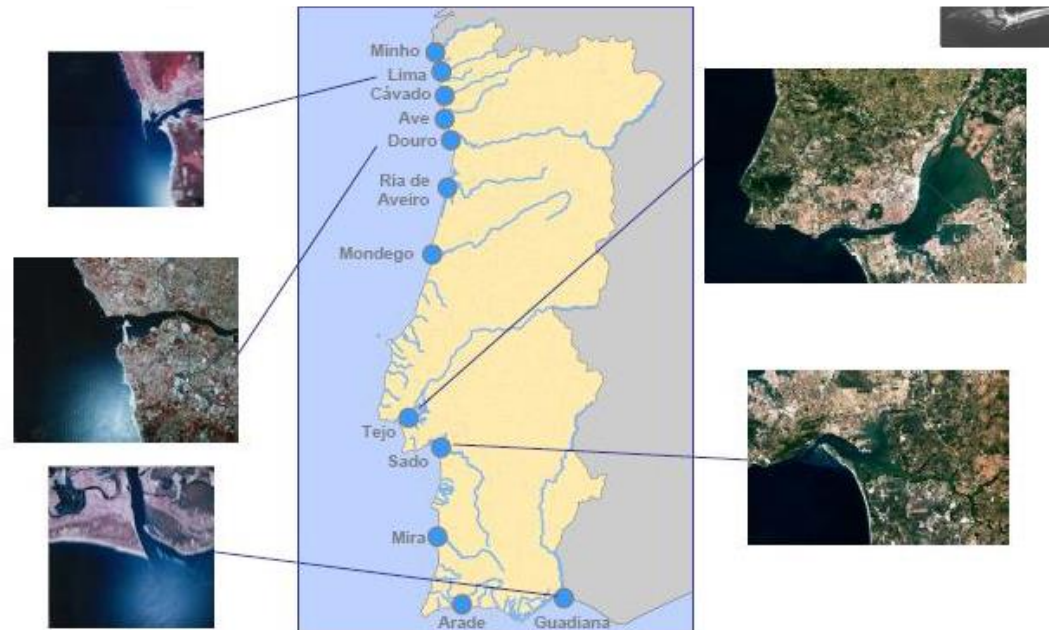 Minho
Lima
Cávado
Ave
Douro
Ria de
Aveiro
Mondego
Tejo
Sado
Mira
Arade
Guadiana